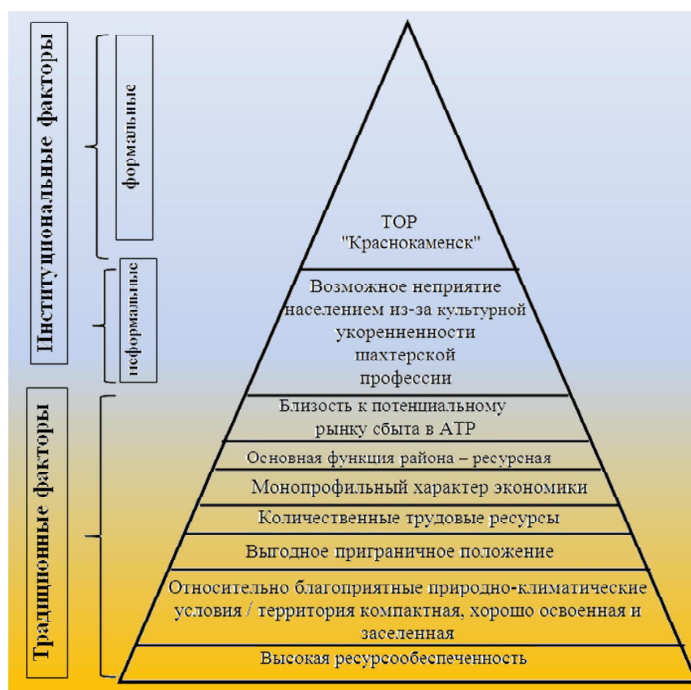 Институциональные факторы
формальные
неформальные
Традиционные факторы
ТОР
"Краснокаменск"
Возможное неприятие
населением из-за культурной
укоренненности
шахтерской
профессии
Близость к потенциальному
рынку сбыта в АТР
Основная функция района – ресурсная
Монопрофильный характер экономики
Количественные трудовые ресурсы
Выгодное приграничное положение
Относительно благоприятные природно-климатические
условия / территория компактная, хорошо освоенная и
заселенная
Высокая ресурсообеспеченность